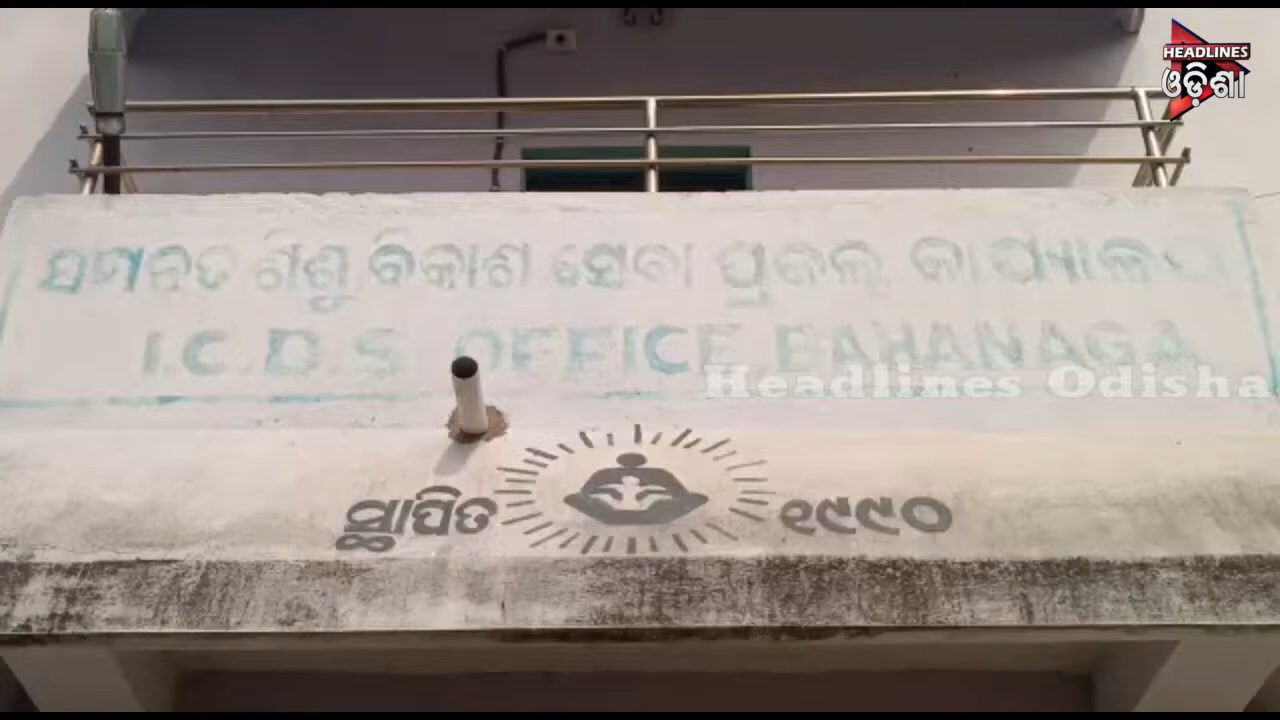 HEADLINES
ଓଡ଼ିଶା
ସମନ୍ଵିତ ଶିଶୁ ବିକାଶ ସେବା ପ୍ରକଳ୍ପ କାର୍ଯ୍ୟାଳୟ
I.C.D.S OFFICE BAHANAGA
Headlines Odisha
ସ୍ଥାପିତ ୧୯୯୦